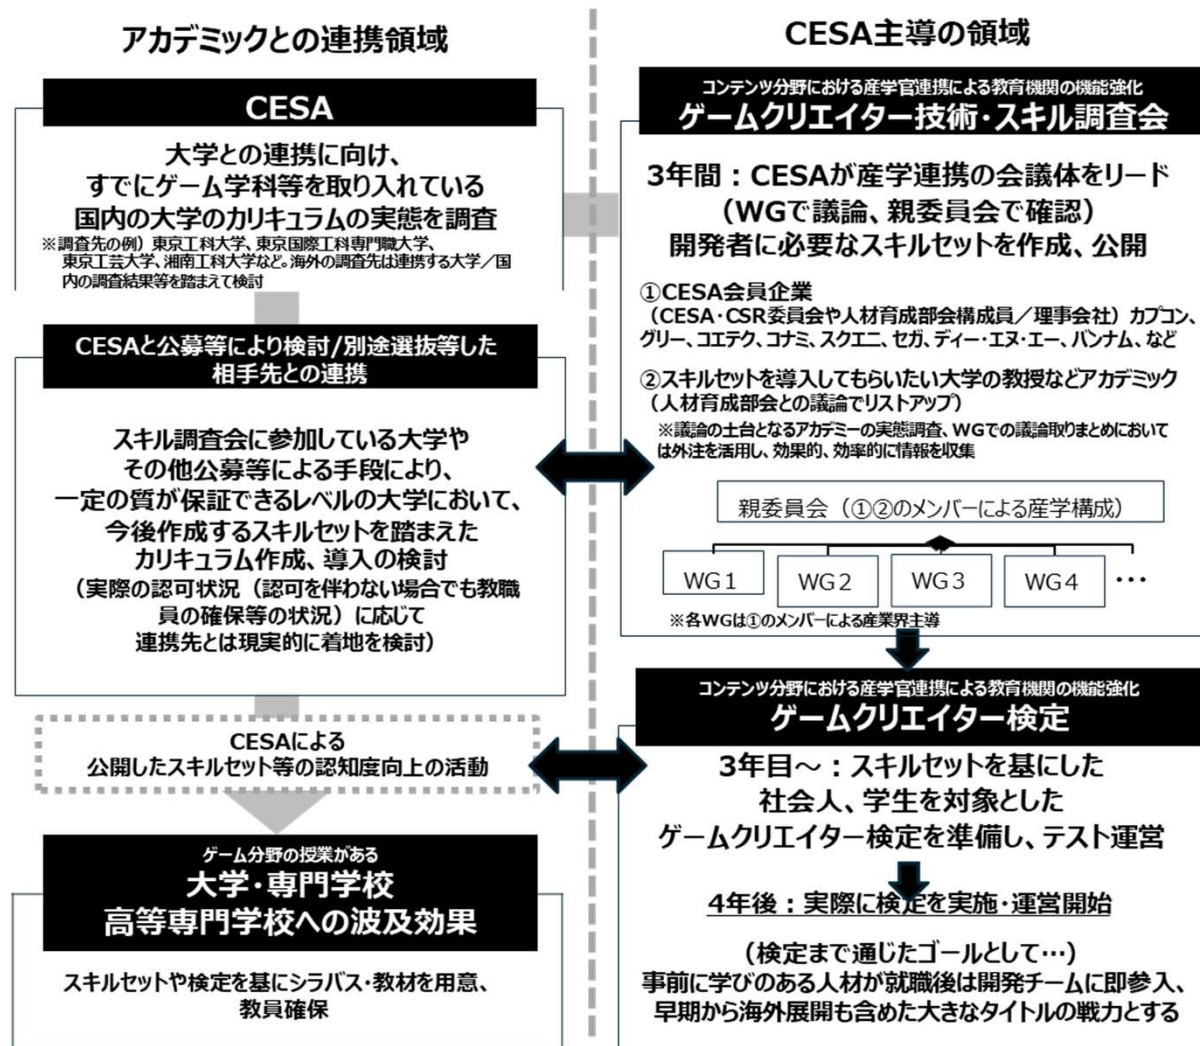 アカデミックとの連携領域
CESA
大学との連携に向け、
すでにゲーム学科等を取り入れている
国内の大学のカリキュラムの実態を調査
※調査先の例）東京工科大学、東京国際工科専門職大学、
東京工芸大学、湘南工科大学など。海外の調査先は連携する大学／国
内の調査結果等を踏まえて検討
CESAと公募等により検討/別途選抜等した
相手先との連携
スキル調査会に参加している大学や
その他公募等による手段により、
一定の質が保証できるレベルの大学において、
今後作成するスキルセットを踏まえた
カリキュラム作成、導入の検討
（実際の認可状況（認可を伴わない場合でも教職
員の確保等の状況）に応じて
連携先とは現実的に着地を検討）
CESAによる
公開したスキルセット等の認知度向上の活動
ゲーム分野の授業がある
大学・専門学校
高等専門学校への波及効果
スキルセットや検定を基にシラバス・教材を用意、
教員確保
CESA主導の領域
コンテンツ分野における産学官連携による教育機関の機能強化
ゲームクリエイター技術・スキル調査会
3年間：CESAが産学連携の会議体をリード
（WGで議論、親委員会で確認）
開発者に必要なスキルセットを作成、公開
①CESA会員企業
（CESA・CSR委員会や人材育成部会構成員／理事会社）カプコン、
グリー、コエテク、コナミ、スクエニ、セガ、ディー・エヌ・エー、バンナム、など
②スキルセットを導入してもらいたい大学の教授などアカデミック
（人材育成部会との議論でリストアップ）
※議論の土台となるアカデミーの実態調査、WGでの議論取りまとめにおいて
は外注を活用し、効果的、効率的に情報を収集
親委員会（①②のメンバーによる産学構成）
WG1 WG2 WG3 WG4 …
※各WGは①のメンバーによる産業界主導
コンテンツ分野における産学官連携による教育機関の機能強化
ゲームクリエイター検定
3年目～：スキルセットを基にした
社会人、学生を対象とした
ゲームクリエイター検定を準備し、テスト運営
4年後：実際に検定を実施・運営開始
（検定まで通じたゴールとして…）
事前に学びのある人材が就職後は開発チームに即参入、
早期から海外展開も含めた大きなタイトルの戦力とする